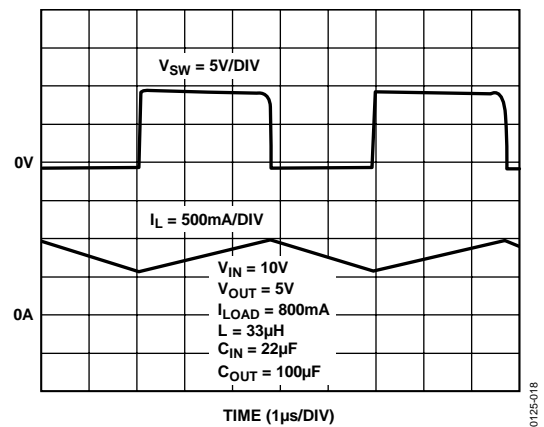 V_SW = 5V/DIV
0V
I_L = 500mA/DIV
V_IN = 10V
V_OUT = 5V
0A
I_LOAD = 800mA
L = 33µH
C_IN = 22µF
C_OUT = 100µF
TIME (1µs/DIV)
0125-018